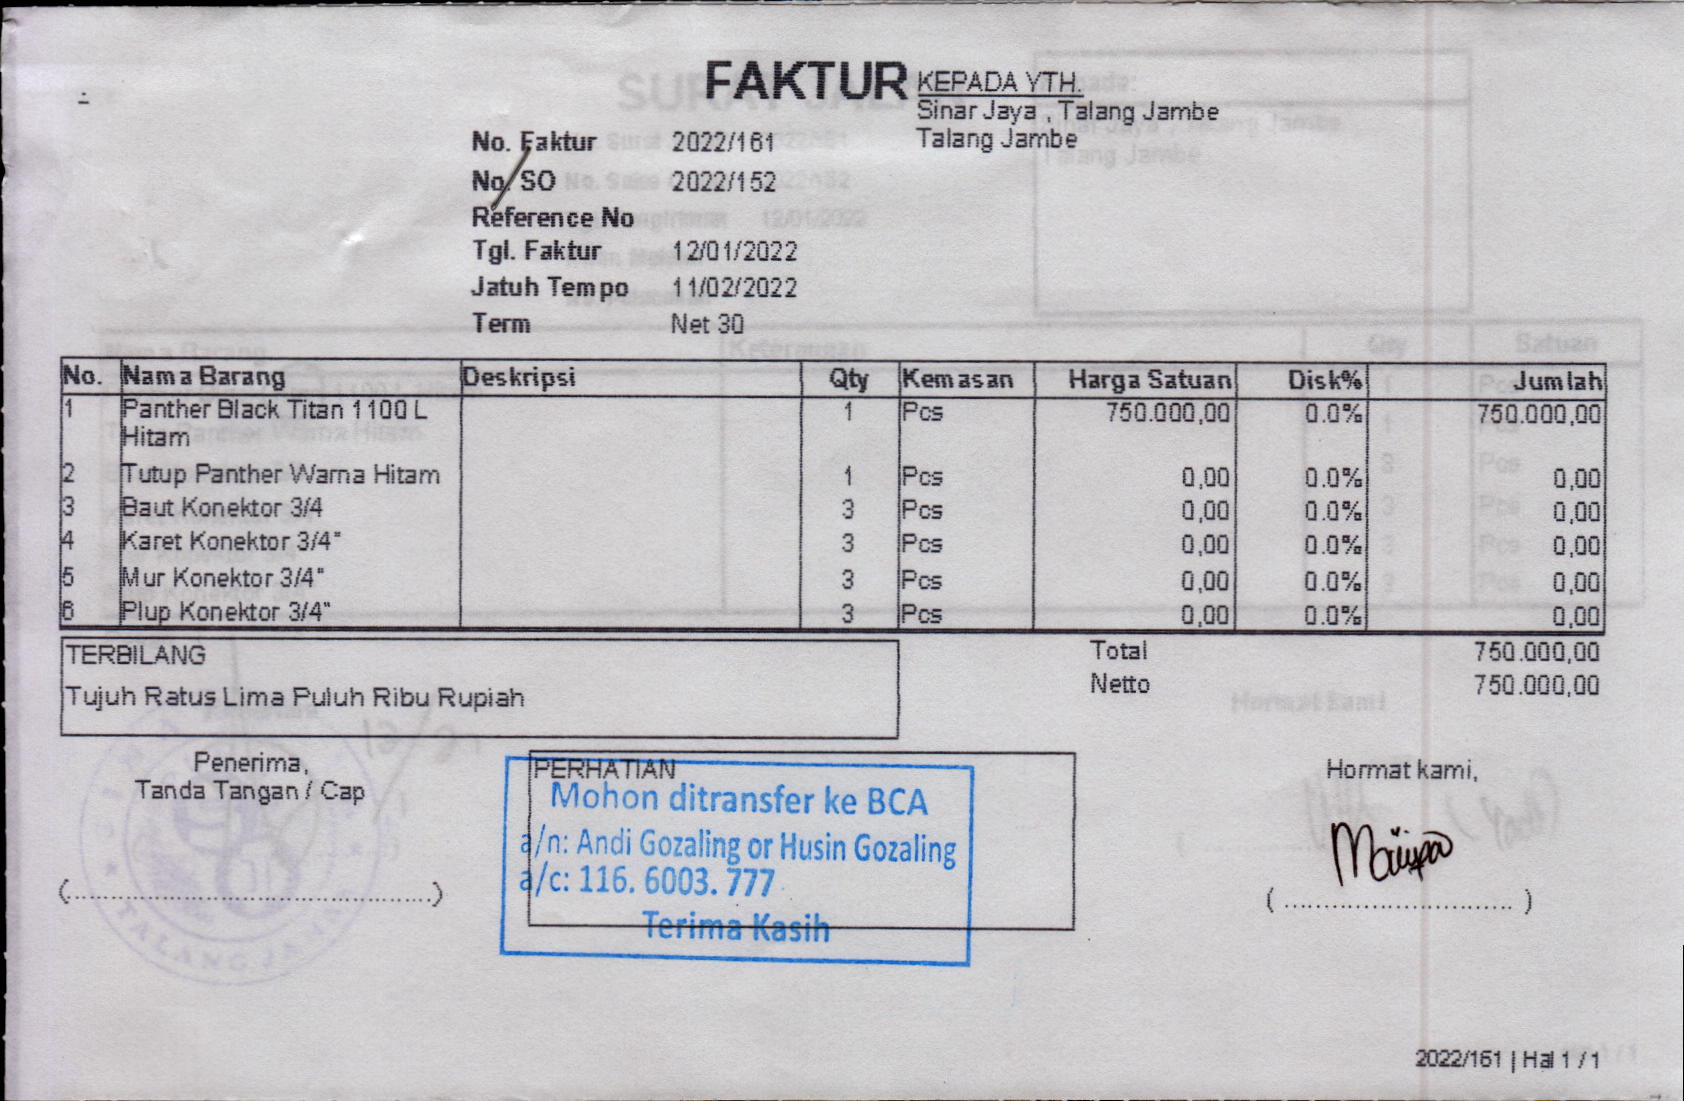 FAKTUR
KEPADA YTH.
Sinar Jaya , Talang Jambe
Talang Jambe
No. Faktur 2022/161
No/SO 2022/152
Reference No
Tgl. Faktur 12/01/2022
Jatuh Tempo 11/02/2022
Term Net 30
No. Nama Barang Deskripsi Qty Kemasan Harga Satuan Disk% Jumlah
1 Panther Black Titan 1100 L 1 Pcs 750.000,00 0.0% 750.000,00
Hitam
2 Tutup Panther Warna Hitam 1 Pcs 0,00 0.0% 0,00
3 Baut Konektor 3/4 3 Pcs 0,00 0.0% 0,00
4 Karet Konektor 3/4" 3 Pcs 0,00 0.0% 0,00
5 Mur Konektor 3/4" 3 Pcs 0,00 0.0% 0,00
6 Plup Konektor 3/4" 3 Pcs 0,00 0.0% 0,00
TERBILANG
Tujuh Ratus Lima Puluh Ribu Rupiah
Total 750.000,00
Netto 750.000,00
Penerima,
Tanda Tangan / Cap
(..............................................)
PERHATIAN
Mohon ditransfer ke BCA
a/n: Andi Gozaling or Husin Gozaling
a/c: 116. 6003. 777
Terima Kasih
Hormat kami,
( ............................. )
2022/161 | Hal 1 / 1